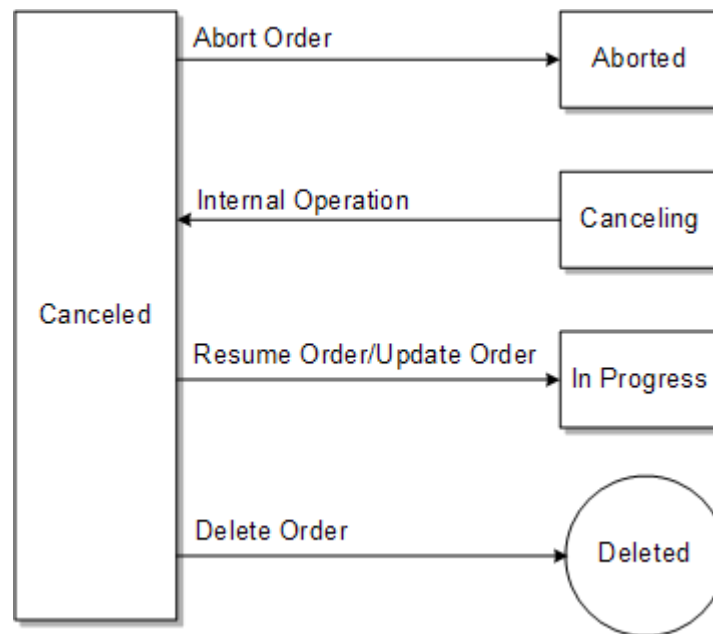 Abort Order
Aborted
Internal Operation
Canceling
Canceled
Resume Order/Update Order
In Progress
Delete Order
Deleted